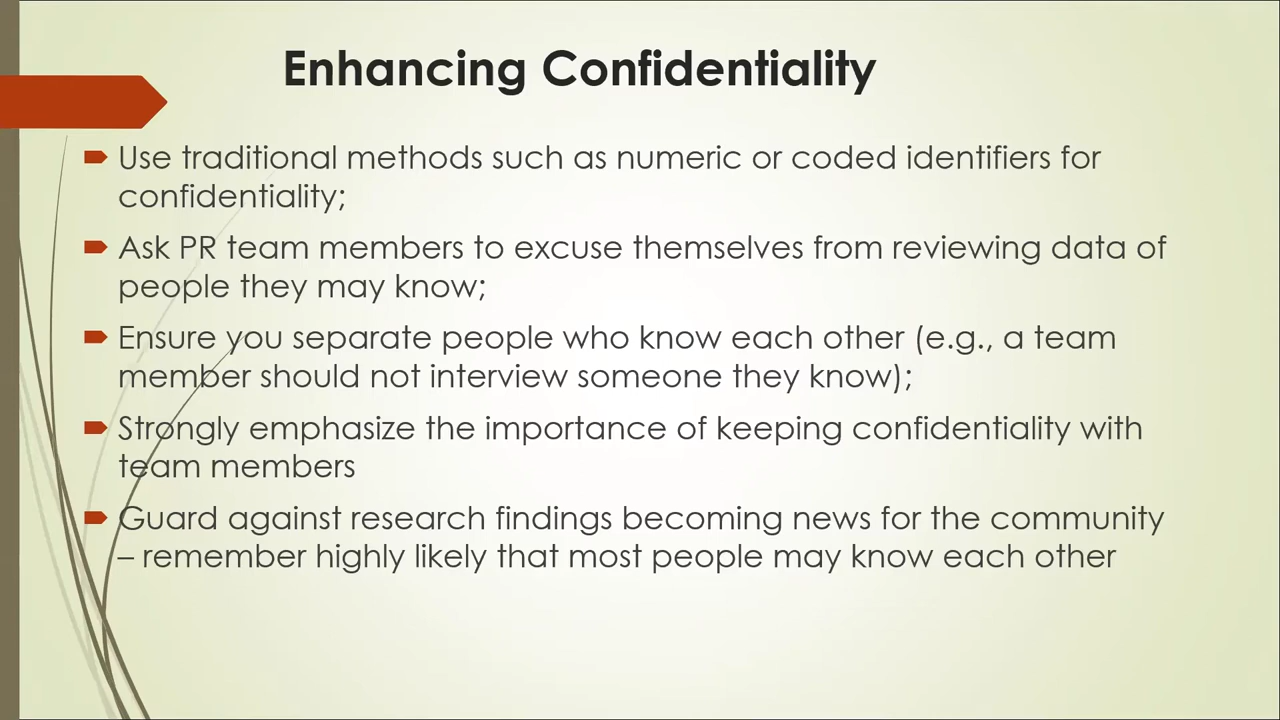 Enhancing Confidentiality
Use traditional methods such as numeric or coded identifiers for
confidentiality;
Ask PR team members to excuse themselves from reviewing data of
people they may know;
Ensure you separate people who know each other (e.g., a team
member should not interview someone they know);
Strongly emphasize the importance of keeping confidentiality with
team members
Guard against research findings becoming news for the community
– remember highly likely that most people may know each other